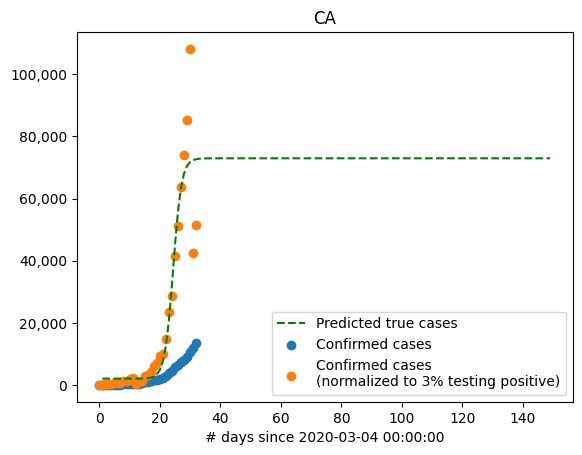 CA
100,000
80,000
60,000
40,000
20,000
0
0 20 40 60 80 100 120 140
# days since 2020-03-04 00:00:00
Predicted true cases
Confirmed cases
Confirmed cases
(normalized to 3% testing positive)